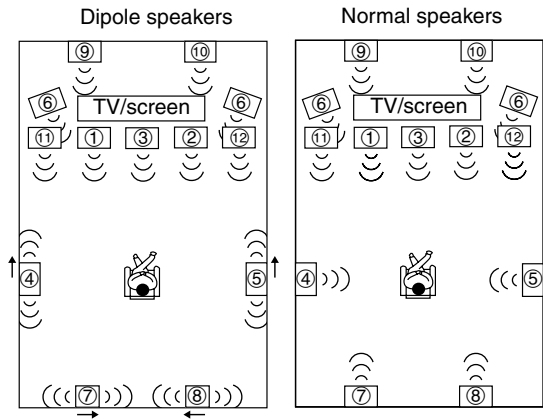 Dipole speakers Normal speakers
⑨ ⑩ ⑨ ⑩
⑥ TV/screen ⑥ ⑥ TV/screen ⑥
⑪ ① ③ ② ⑫ ⑪ ① ③ ② ⑫
④ ⑤ ④ ⑤
⑦ ⑧ ⑦ ⑧